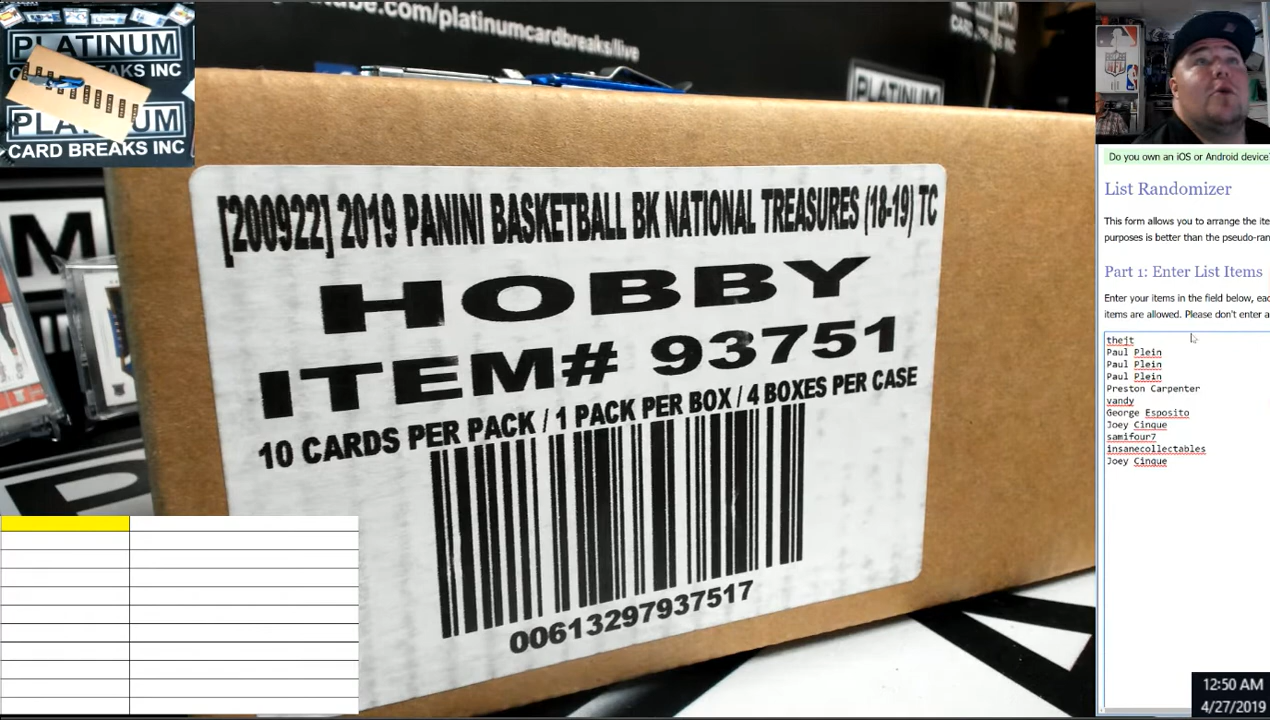 PLATINUM
CARD BREAKS INC
PLATINUM
CARD BREAKS INC
tube.com/platinumcardbreaks/live
PLATINUM
[200922] 2019 PANINI BASKETBALL BK NATIONAL TREASURES (18-19) TC
HOBBY
ITEM# 93751
10 CARDS PER PACK / 1 PACK PER BOX / 4 BOXES PER CASE
00613297937517
Do you own an iOS or Android device?
List Randomizer
This form allows you to arrange the ite
purposes is better than the pseudo-ran
Part 1: Enter List Items
Enter your items in the field below, eac
items are allowed. Please don't enter a
theit
Paul Plein
Paul Plein
Paul Plein
Preston Carpenter
vandy
George Esposito
Joey Cinque
samifour7
insanecollectables
Joey Cinque
12:50 AM
4/27/2019